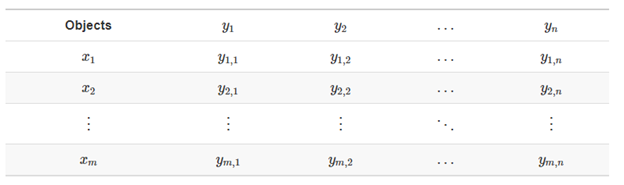 Objects y₁ y₂ … yₙ
x₁ y₁,₁ y₁,₂ … y₁,ₙ
x₂ y₂,₁ y₂,₂ … y₂,ₙ
⋮ ⋮ ⋮ ⋱ ⋮
xₘ yₘ,₁ yₘ,₂ … yₘ,ₙ